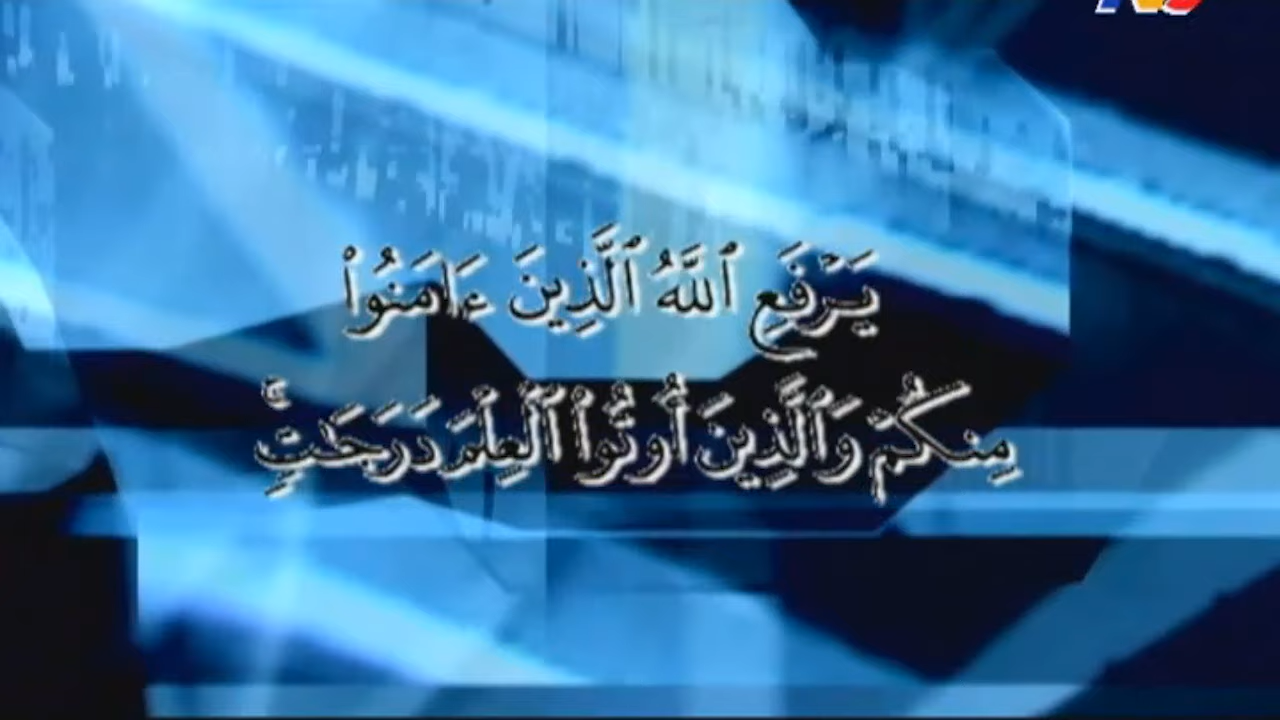 يَرْفَعِ ٱللَّهُ ٱلَّذِينَ ءَامَنُوا۟
مِنكُمْ وَٱلَّذِينَ أُوتُوا۟ ٱلْعِلْمَ دَرَجَٰتٍۢ ۚ